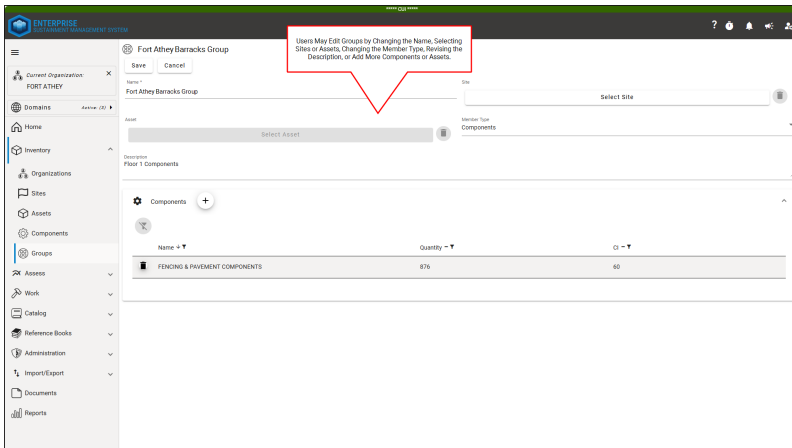 ***** CUI *****
ENTERPRISE
SUSTAINMENT MANAGEMENT SYSTEM
Users May Edit Groups by Changing the Name, Selecting
Sites or Assets, Changing the Member Type, Revising the
Description, or Add More Components or Assets.
Current Organization:
FORT ATHEY
Domains
Active: (3)
Home
Inventory
Organizations
Sites
Assets
Components
Groups
Assess
Work
Catalog
Reference Books
Administration
Import/Export
Documents
Reports
Fort Athey Barracks Group
Save Cancel
Name *
Fort Athey Barracks Group
Site
Select Site
Asset
Select Asset
Member Type
Components
Description
Floor 1 Components
Components
Name Quantity CI
FENCING & PAVEMENT COMPONENTS 876 60